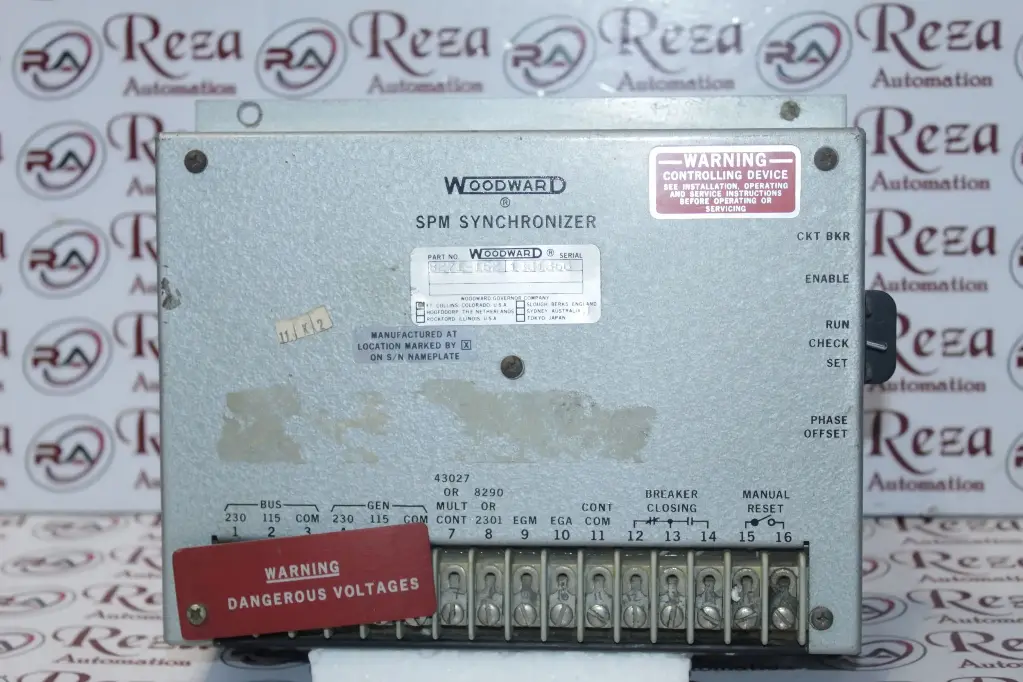 Reza
Automation
RA
WOODWARD
®
SPM SYNCHRONIZER
WARNING
CONTROLLING DEVICE
SEE INSTALLATION, OPERATING
AND SERVICE INSTRUCTIONS
BEFORE OPERATING OR
SERVICING
PART NO. WOODWARD ® SERIAL
WOODWARD GOVERNOR COMPANY
FT. COLLINS, COLORADO, U.S.A. SLOUGH, BERKS, ENGLAND
HOOFDDORP, THE NETHERLANDS SYDNEY, AUSTRALIA
ROCKFORD, ILLINOIS, U.S.A. TOKYO, JAPAN
MANUFACTURED AT
LOCATION MARKED BY X
ON S/N NAMEPLATE
CKT BKR
ENABLE
RUN
CHECK
SET
PHASE
OFFSET
BUS
230 115 COM
1 2 3
GEN
230 115 COM
43027
OR
MULT
CONT
7
8290
OR
2301
8
EGM
9
EGA
10
CONT
COM
11
BREAKER
CLOSING
12 13 14
MANUAL
RESET
15 16
WARNING
DANGEROUS VOLTAGES